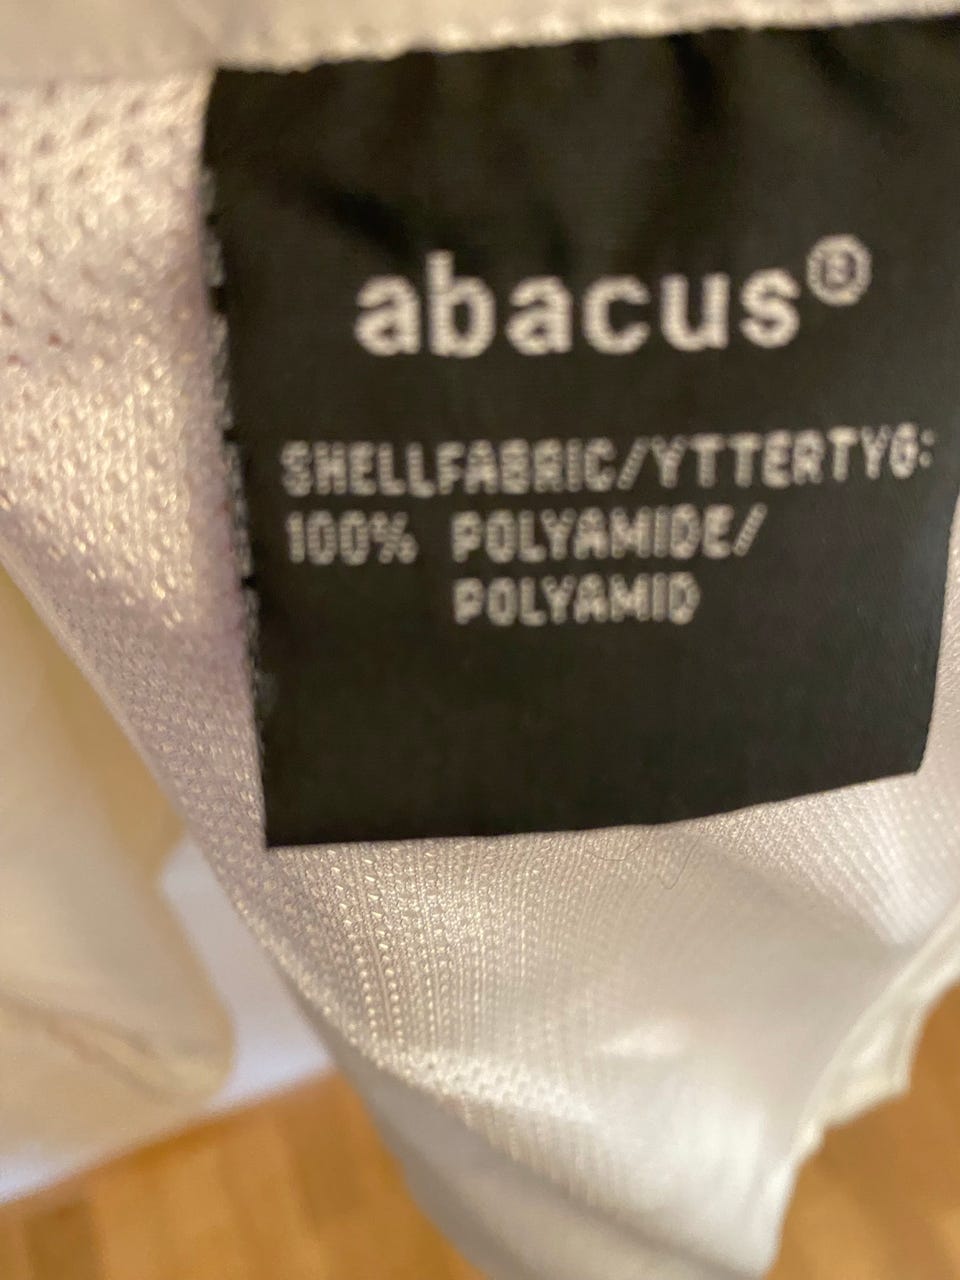 abacus®
SHELLFABRIC/YTTERTYG:
100% POLYAMIDE/
POLYAMID